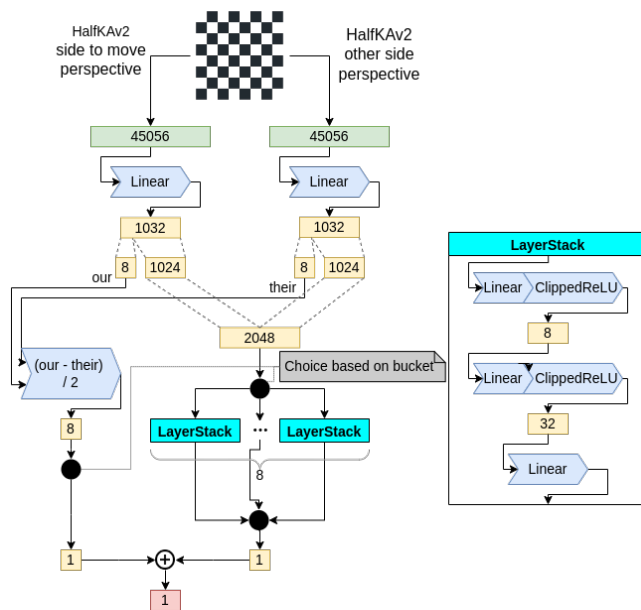 HalfKAv2
side to move
perspective
HalfKAv2
other side
perspective
45056
45056
Linear
Linear
1032
1032
8
1024
8
1024
our
their
2048
(our - their)
/ 2
Choice based on bucket
8
LayerStack
...
LayerStack
8
1
1
1
LayerStack
Linear
ClippedReLU
8
Linear
ClippedReLU
32
Linear